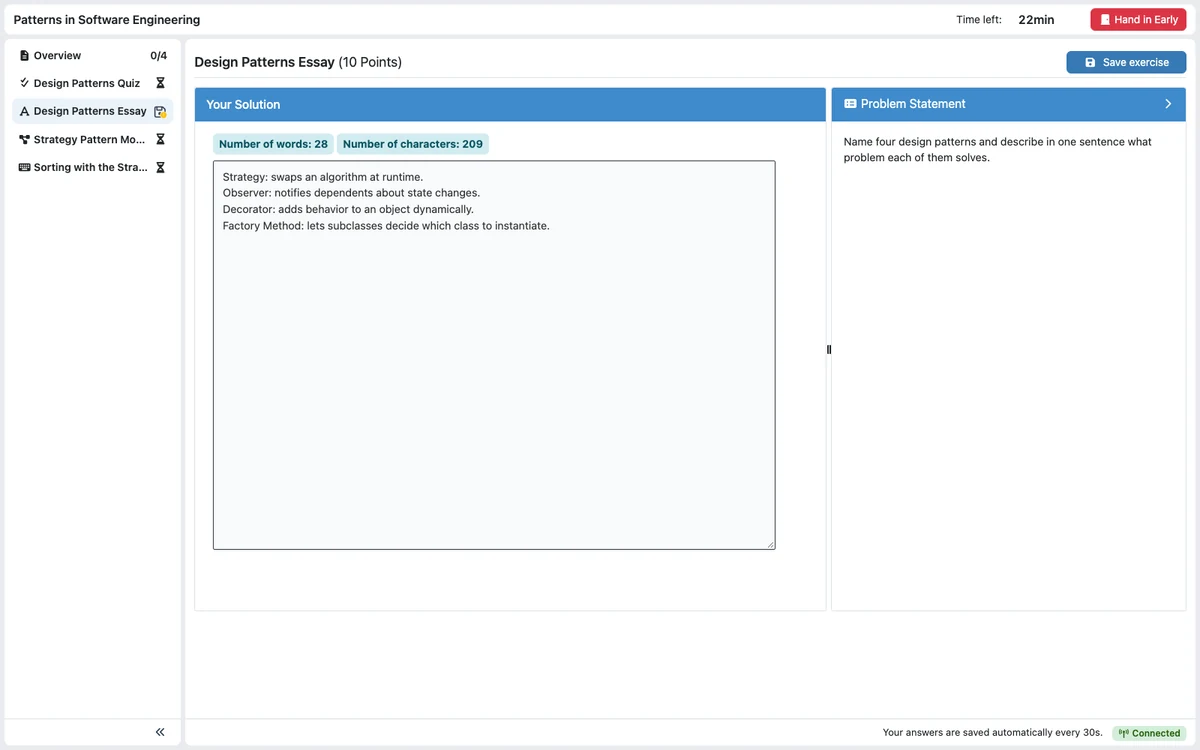 Patterns in Software Engineering
Time left: 22min
Hand in Early
Overview 0/4
Design Patterns Quiz
Design Patterns Essay
Strategy Pattern Mo...
Sorting with the Stra...
Design Patterns Essay (10 Points)
Save exercise
Your Solution
Number of words: 28 Number of characters: 209
Strategy: swaps an algorithm at runtime.
Observer: notifies dependents about state changes.
Decorator: adds behavior to an object dynamically.
Factory Method: lets subclasses decide which class to instantiate.
Problem Statement
Name four design patterns and describe in one sentence what
problem each of them solves.
Your answers are saved automatically every 30s. Connected